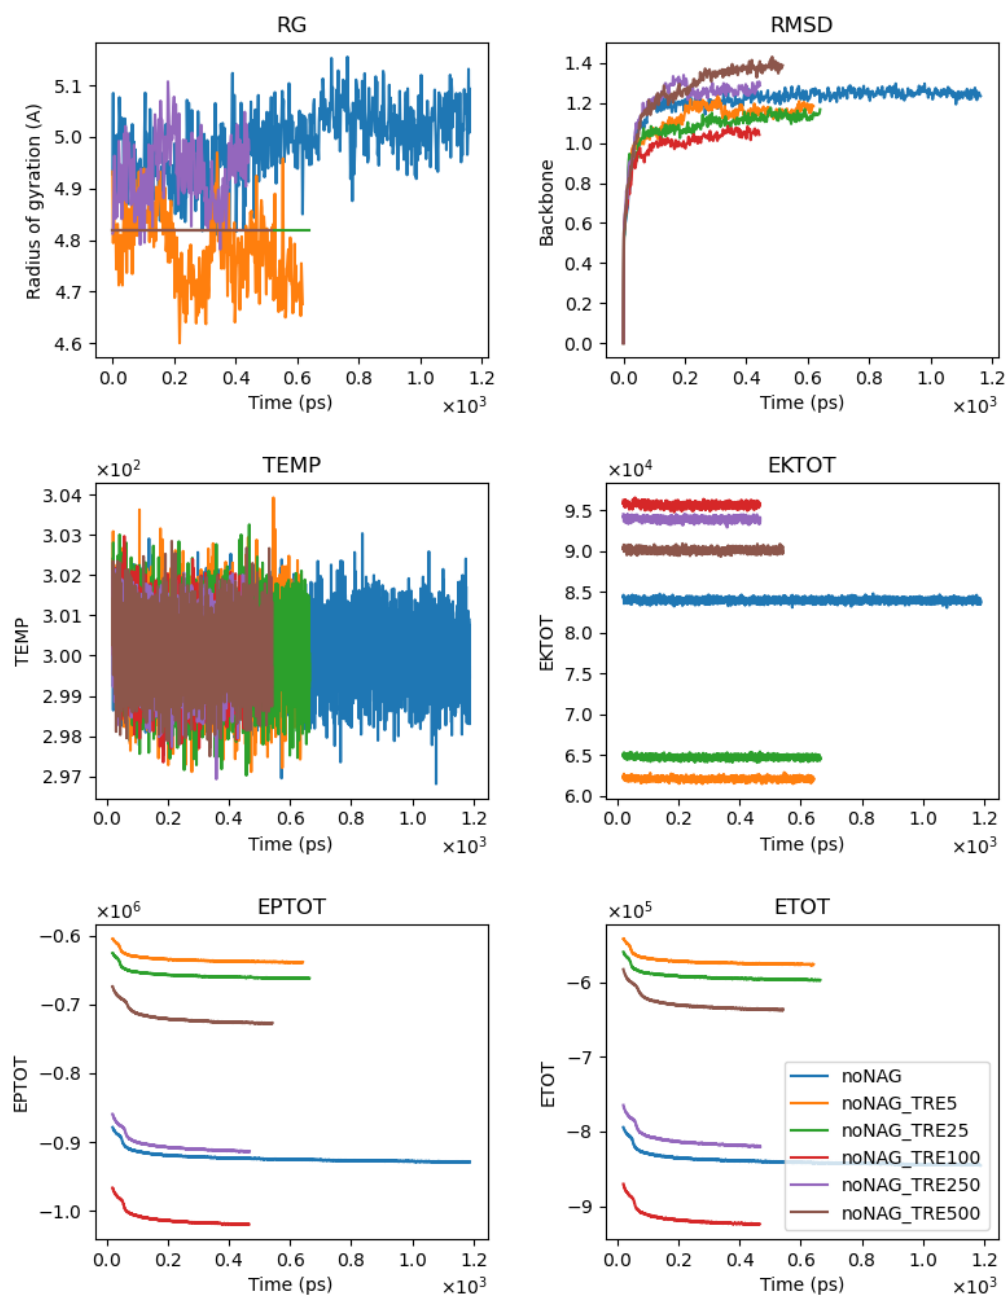 RG
RMSD
5.1
5.0
4.9
4.8
4.7
4.6
Radius of gyration (A)
0.0 0.2 0.4 0.6 0.8 1.0 1.2
Time (ps)
×10³
1.4
1.2
1.0
0.8
0.6
0.4
0.2
0.0
Backbone
0.0 0.2 0.4 0.6 0.8 1.0 1.2
Time (ps)
×10³
×10²
TEMP
3.04
3.03
3.02
3.01
3.00
2.99
2.98
2.97
TEMP
0.0 0.2 0.4 0.6 0.8 1.0 1.2
Time (ps)
×10³
×10⁴
EKTOT
9.5
9.0
8.5
8.0
7.5
7.0
6.5
6.0
EKTOT
0.0 0.2 0.4 0.6 0.8 1.0 1.2
Time (ps)
×10³
×10⁶
EPTOT
−0.6
−0.7
−0.8
−0.9
−1.0
EPTOT
0.0 0.2 0.4 0.6 0.8 1.0 1.2
Time (ps)
×10³
×10⁵
ETOT
−6
−7
−8
−9
ETOT
noNAG
noNAG_TRE5
noNAG_TRE25
noNAG_TRE100
noNAG_TRE250
noNAG_TRE500
0.0 0.2 0.4 0.6 0.8 1.0 1.2
Time (ps)
×10³